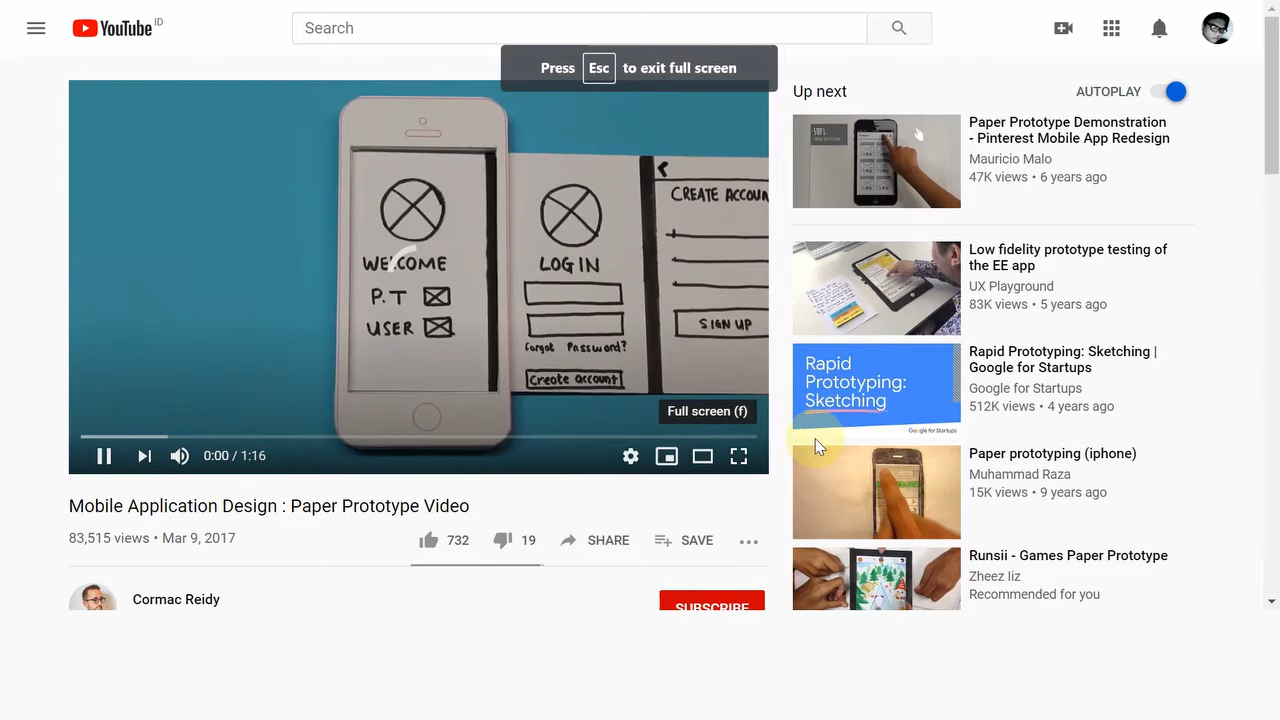 YouTube ID
Search
Press Esc to exit full screen
Up next
AUTOPLAY
WELCOME
P.T
USER
LOGIN
Forgot Password?
Create account
CREATE ACCOUN
SIGN UP
Full screen (f)
0:00 / 1:16
Mobile Application Design : Paper Prototype Video
83,515 views • Mar 9, 2017
732
19
SHARE
SAVE
Cormac Reidy
SUBSCRIBE
Paper Prototype Demonstration
- Pinterest Mobile App Redesign
Mauricio Malo
47K views • 6 years ago
Low fidelity prototype testing of
the EE app
UX Playground
83K views • 5 years ago
Rapid
Prototyping:
Sketching
Google for Startups
Rapid Prototyping: Sketching |
Google for Startups
Google for Startups
512K views • 4 years ago
Paper prototyping (iphone)
Muhammad Raza
15K views • 9 years ago
Runsii - Games Paper Prototype
Zheez Iiz
Recommended for you